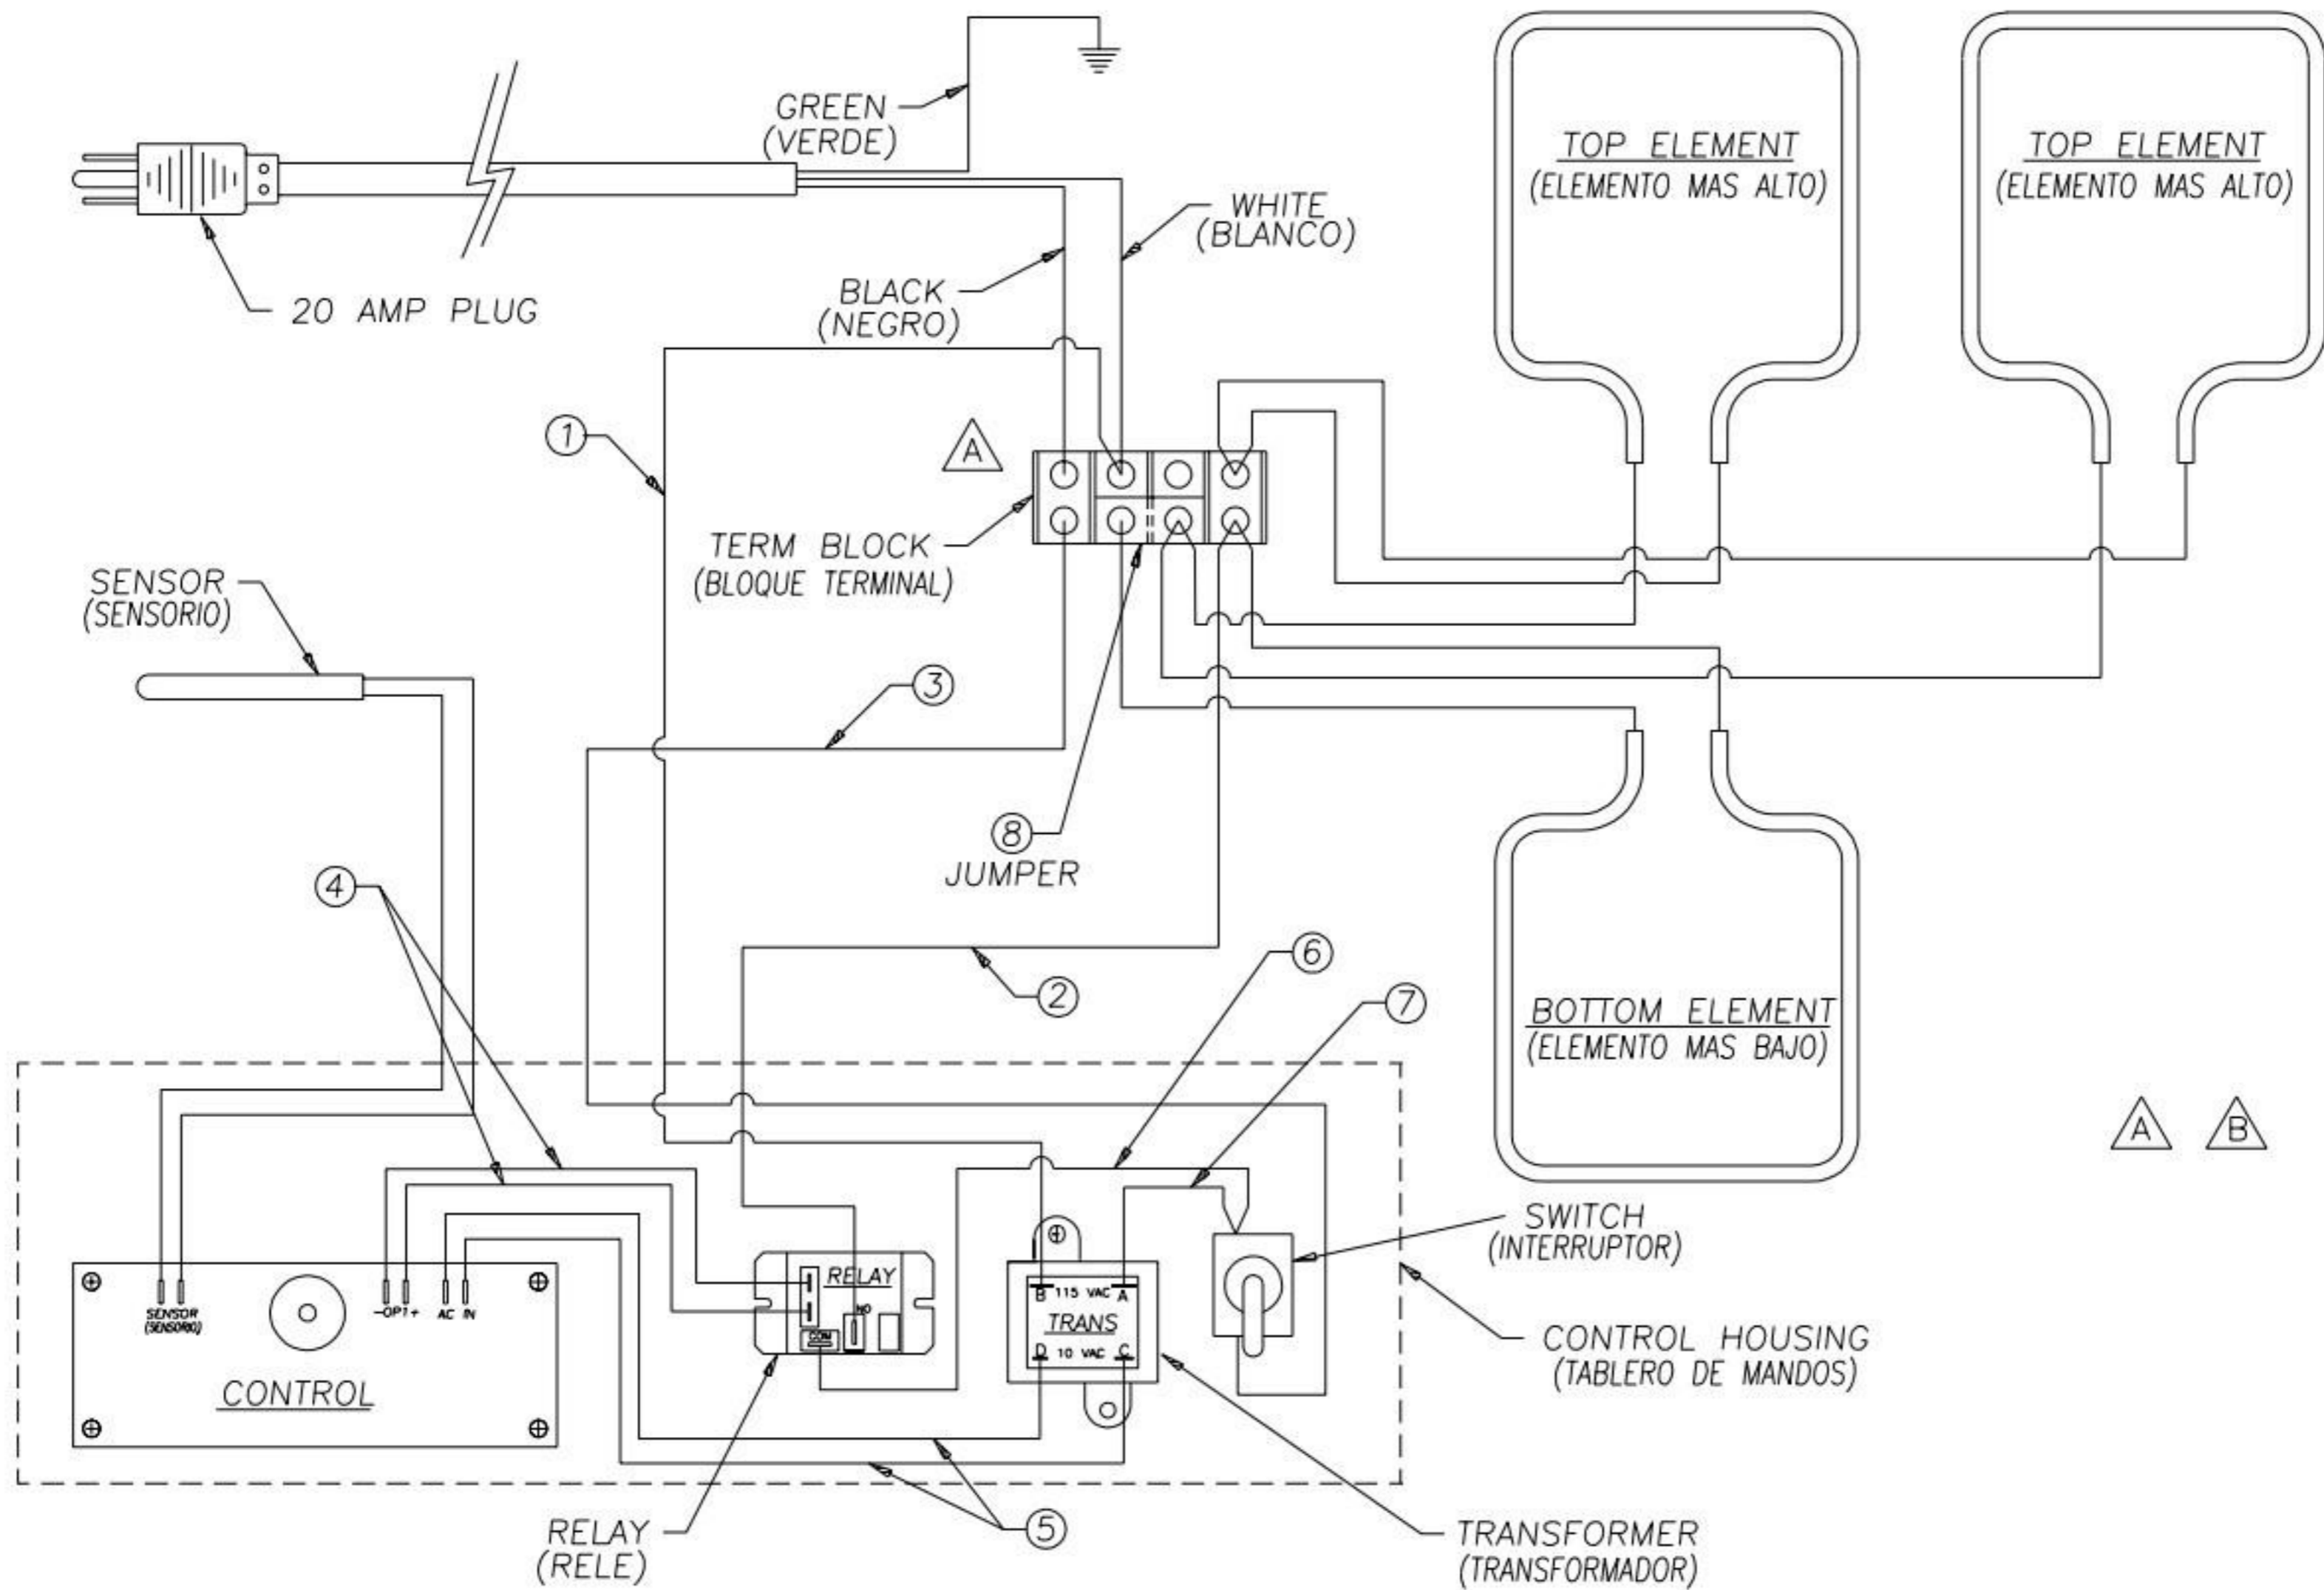 GREEN
(VERDE)
TOP ELEMENT
(ELEMENTO MAS ALTO)
TOP ELEMENT
(ELEMENTO MAS ALTO)
WHITE
(BLANCO)
20 AMP PLUG
BLACK
(NEGRO)
1
A
TERM BLOCK
(BLOQUE TERMINAL)
SENSOR
(SENSORIO)
3
8
JUMPER
4
2
6
7
BOTTOM ELEMENT
(ELEMENTO MAS BAJO)
A B
SWITCH
(INTERRUPTOR)
SENSOR
(SENSORIO)
-OP1+
AC IN
CONTROL
RELAY
NO
COM
B 115 VAC A
TRANS
D 10 VAC C
CONTROL HOUSING
(TABLERO DE MANDOS)
RELAY
(RELE)
5
TRANSFORMER
(TRANSFORMADOR)